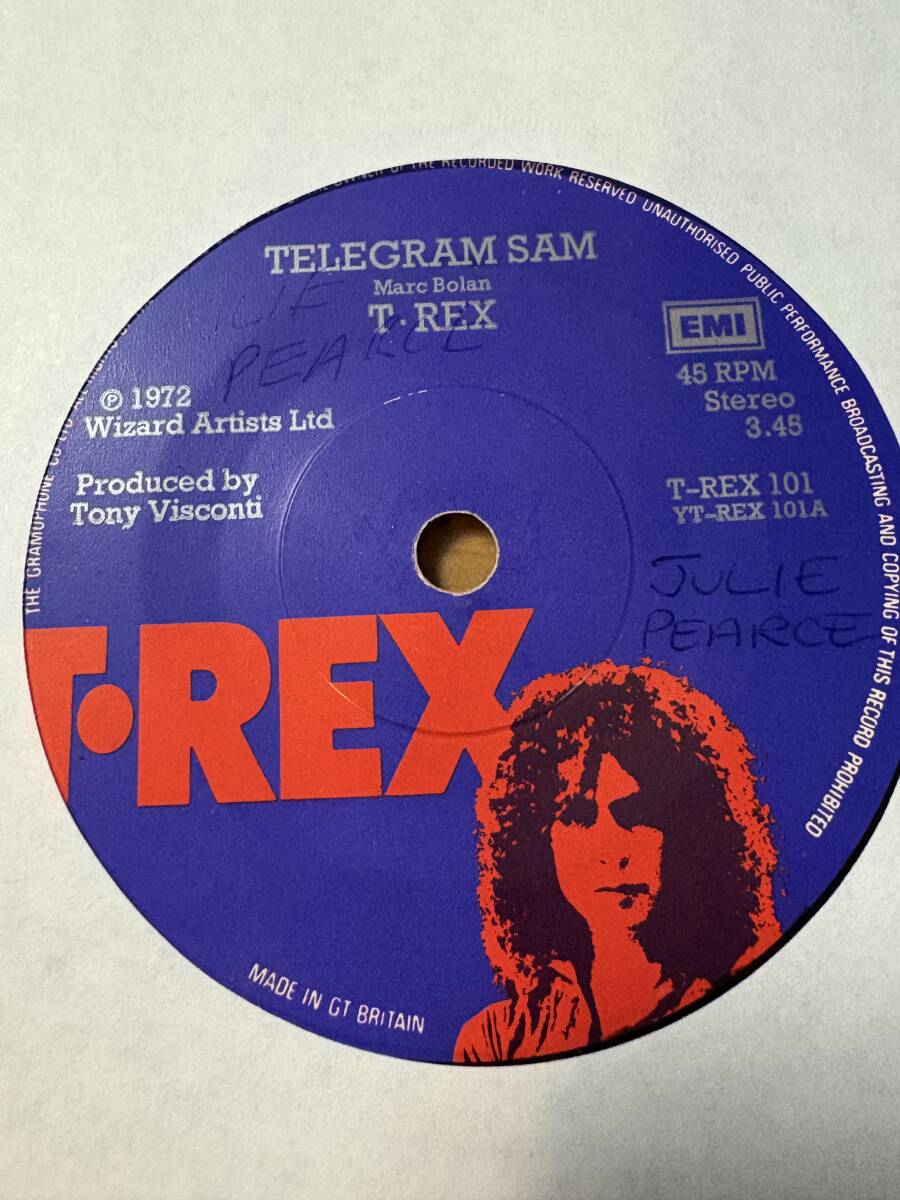 OWNER OF THE RECORDED WORK RESERVED UNAUTHORISED PUBLIC PERFORMANCE BROADCASTING AND COPYING OF THIS RECORD PROHIBITED
TELEGRAM SAM
Marc Bolan
T·REX
PEARCE
EMI
45 RPM
Stereo
3.45
℗ 1972
Wizard Artists Ltd
Produced by
Tony Visconti
T-REX 101
YT-REX 101A
JULIE
PEARCE
THE GRAMOPHONE CO LTD
T·REX
MADE IN GT BRITAIN